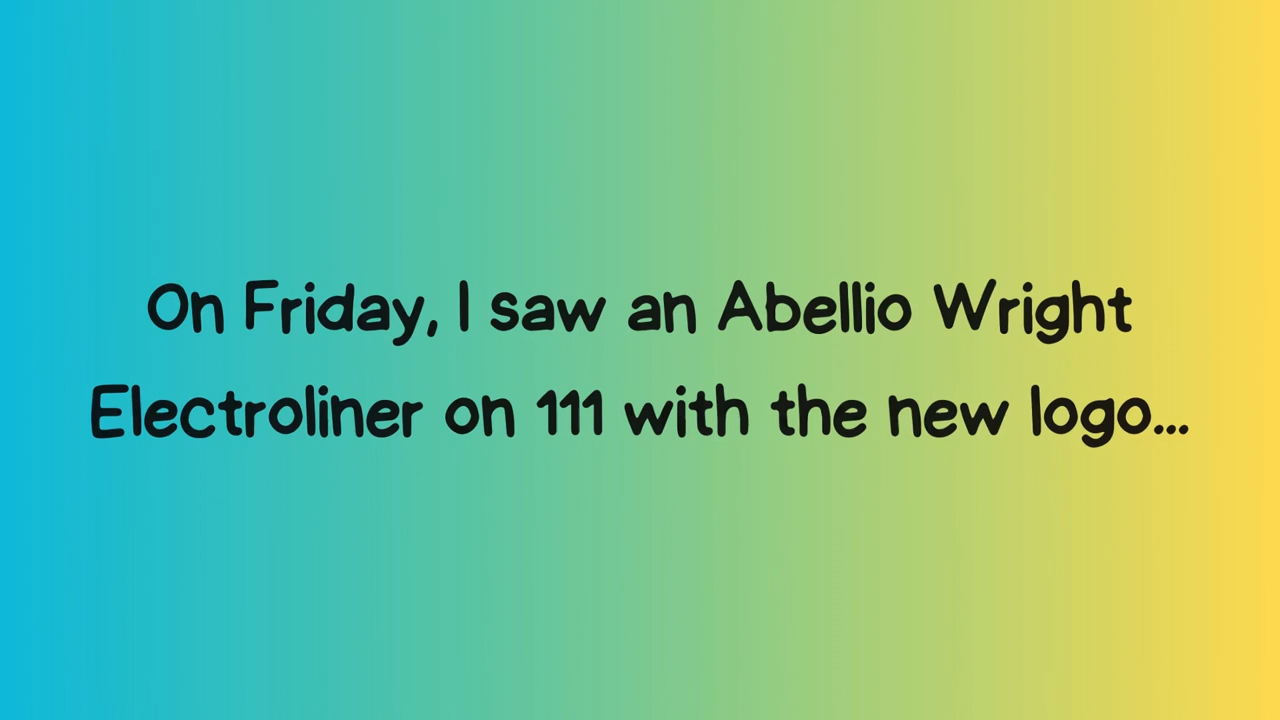 On Friday, I saw an Abellio Wright
Electroliner on 111 with the new logo...